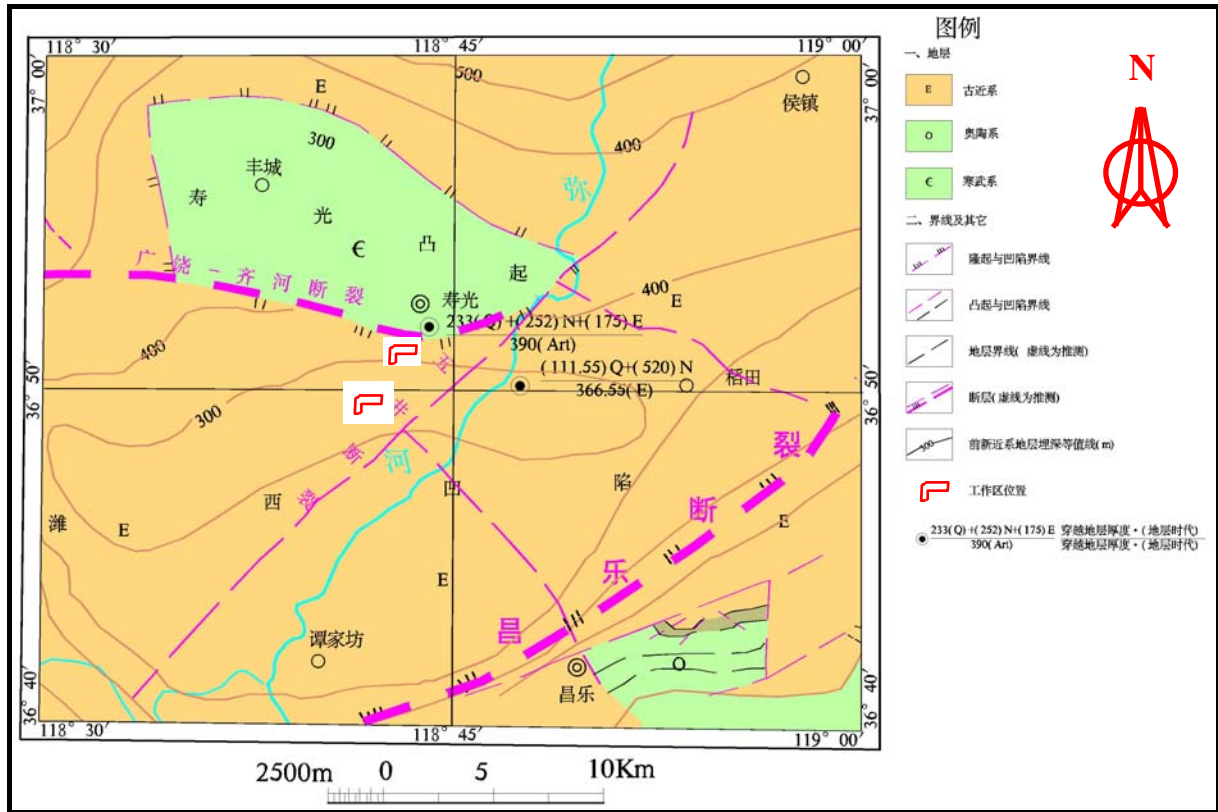 118° 30′
118° 45′
119° 00′
37° 00′
37° 00′
E
500
侯镇
300
400
丰城
弥
寿
光
凸
起
Є
广饶－齐河断裂
寿光
400
E
233(Q)+(252)N+(175)E
390(Art)
400
五
(111.55)Q+(520)N
366.55(E)
稻田
36° 50′
36° 50′
300
井
断
裂
河
裂
西
凹
陷
断
潍
E
E
E
乐
昌
谭家坊
O
昌乐
36° 40′
36° 40′
118° 30′
118° 45′
119° 00′
2500m 0 5 10Km
图例
一、地层
E 古近系
O 奥陶系
Є 寒武系
二、界线及其它
隆起与凹陷界线
凸起与凹陷界线
地层界线( 虚线为推测)
断层(虚线为推测)
300 前新近系地层埋深等值线(m)
工作区位置
233(Q)+(252)N+(175)E 穿越地层厚度·(地层时代)
390(Art) 穿越地层厚度·(地层时代)
N